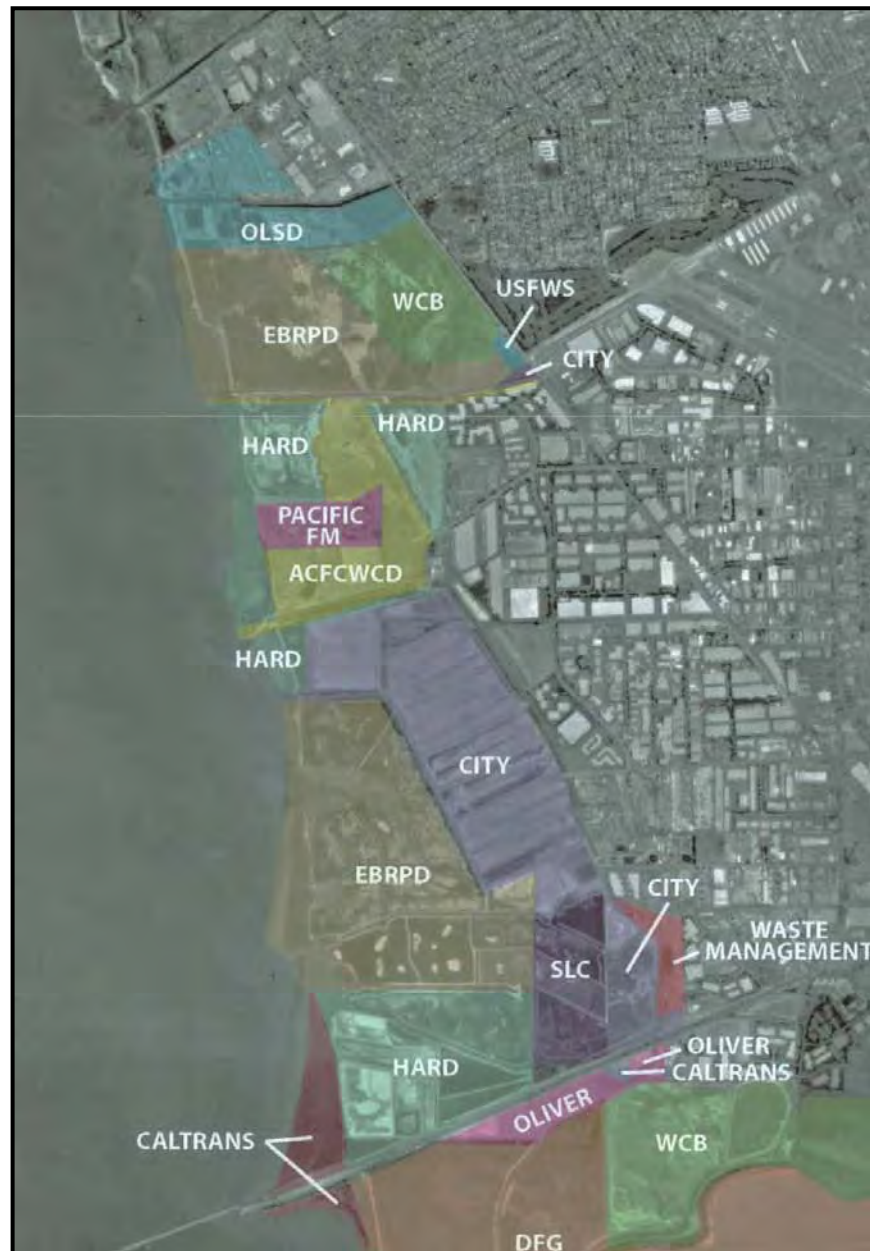 OLSD
USFWS
WCB
EBRPD
CITY
HARD
HARD
PACIFIC
FM
ACFCWCD
HARD
CITY
EBRPD
CITY
WASTE
MANAGEMENT
SLC
OLIVER
CALTRANS
HARD
OLIVER
CALTRANS
WCB
DFG